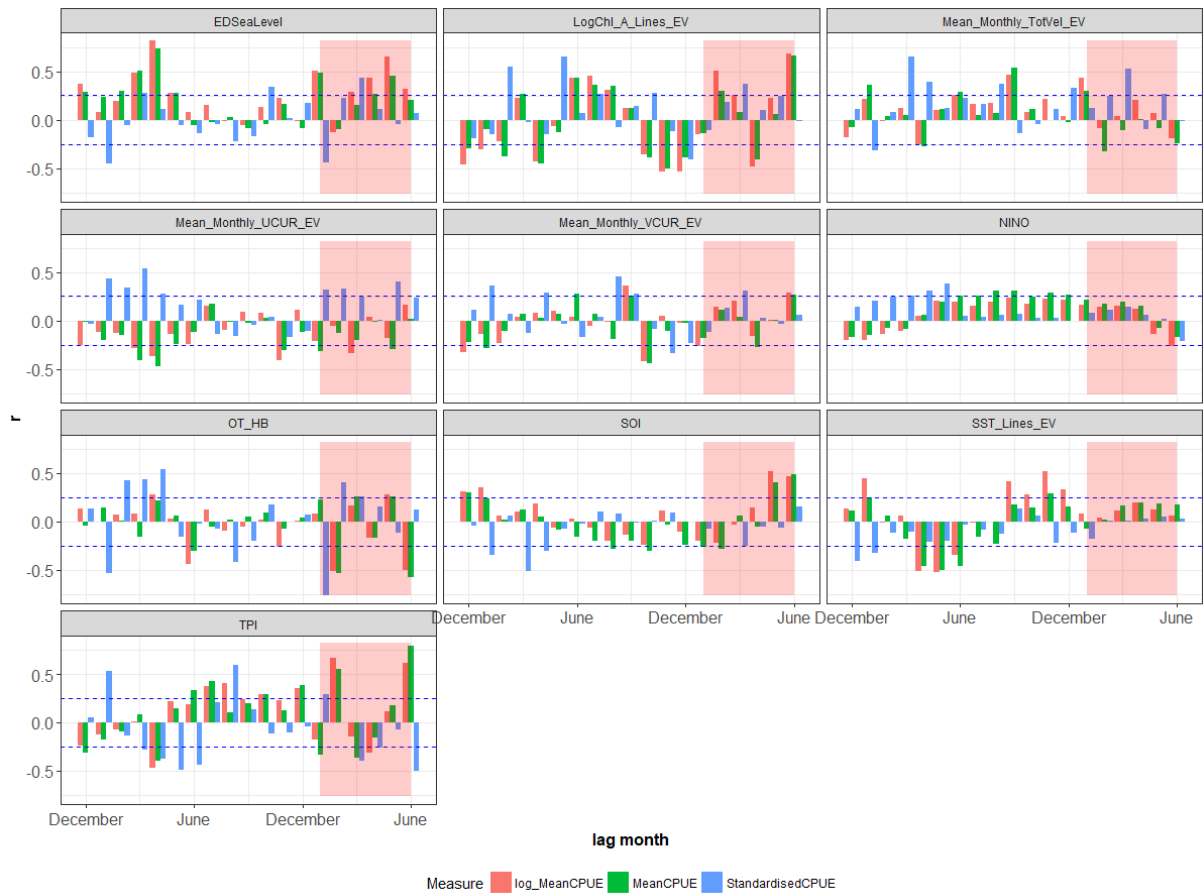 EDSeaLevel
LogChl_A_Lines_EV
Mean_Monthly_TotVel_EV
0.5
0.0
-0.5
Mean_Monthly_UCUR_EV
Mean_Monthly_VCUR_EV
NINO
0.5
0.0
-0.5
r
OT_HB
SOI
SST_Lines_EV
0.5
0.0
-0.5
December June December June December June December June
TPI
0.5
0.0
-0.5
December June December June
lag month
Measure log_MeanCPUE MeanCPUE StandardisedCPUE